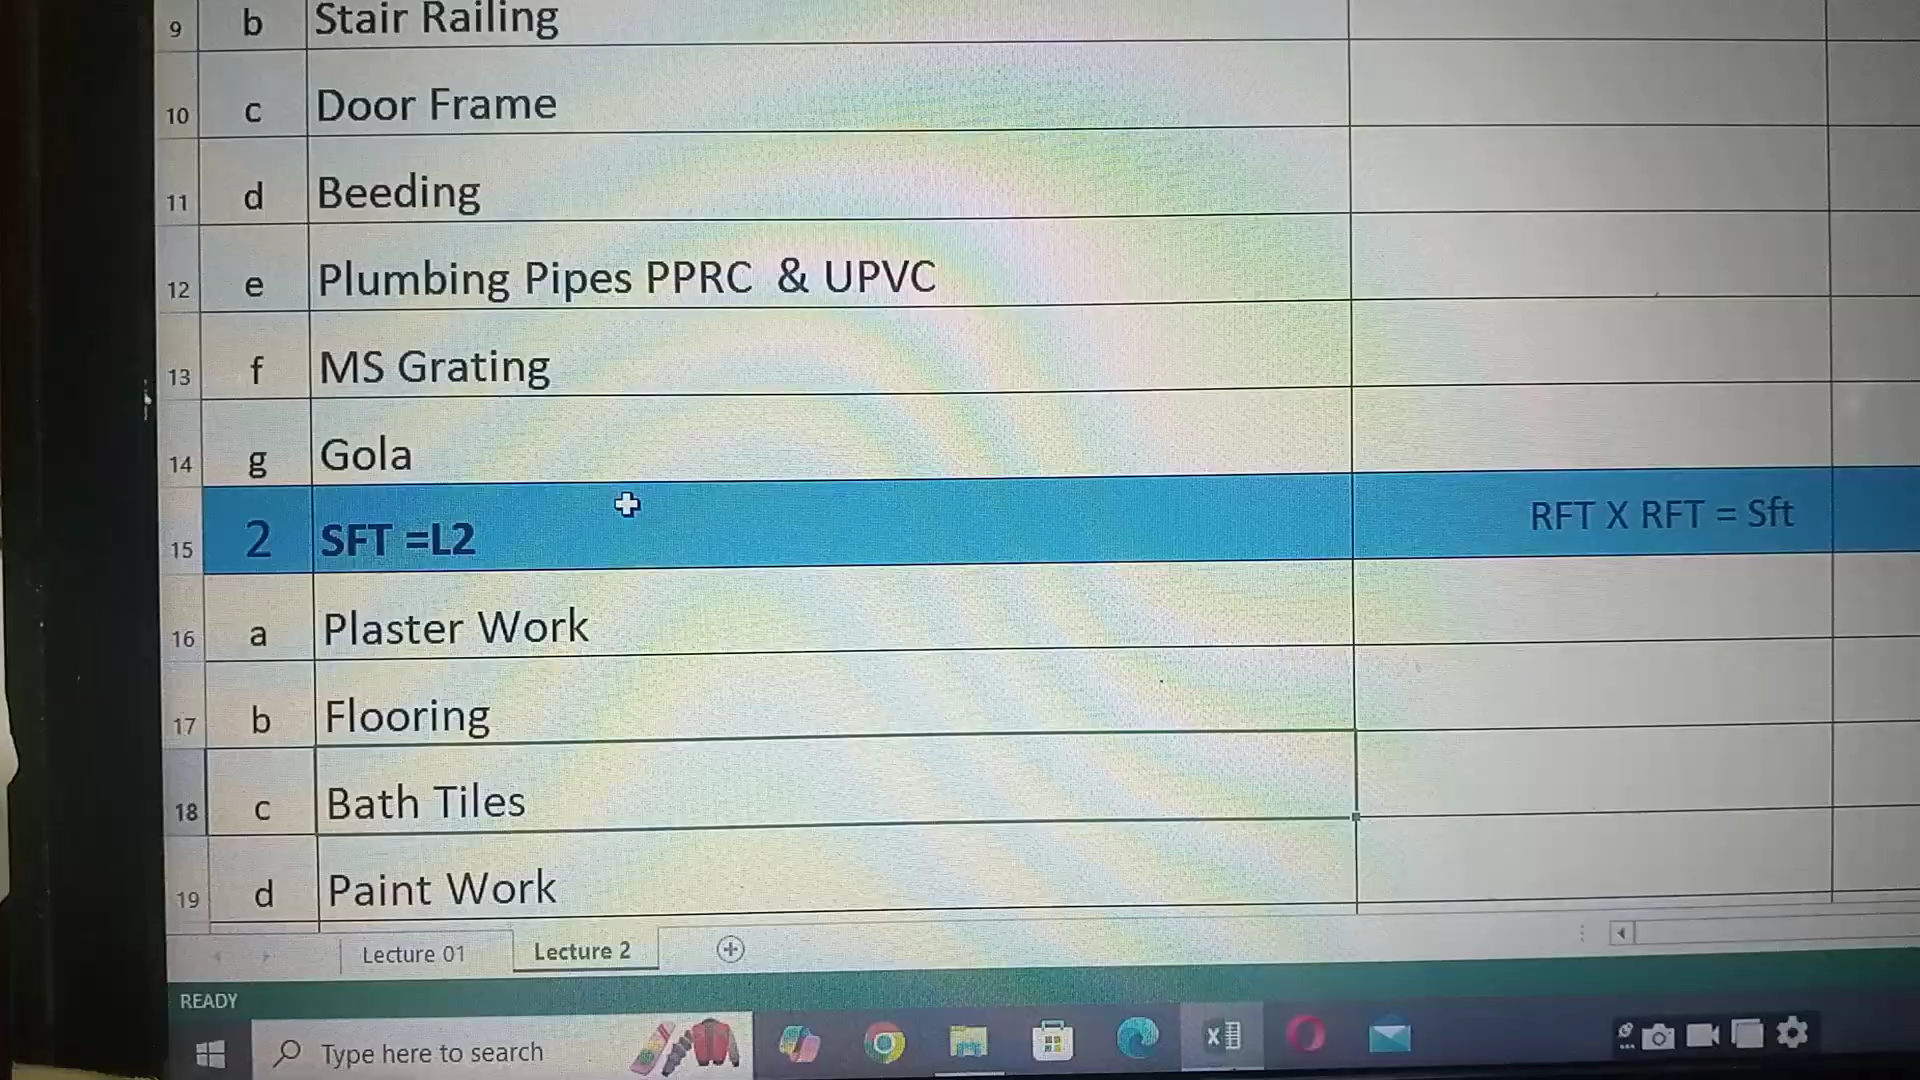 9 b Stair Railing
10 c Door Frame
11 d Beeding
12 e Plumbing Pipes PPRC & UPVC
13 f MS Grating
14 g Gola
15 2 SFT =L2 RFT X RFT = Sft
16 a Plaster Work
17 b Flooring
18 c Bath Tiles
19 d Paint Work
Lecture 01 Lecture 2
READY
Type here to search